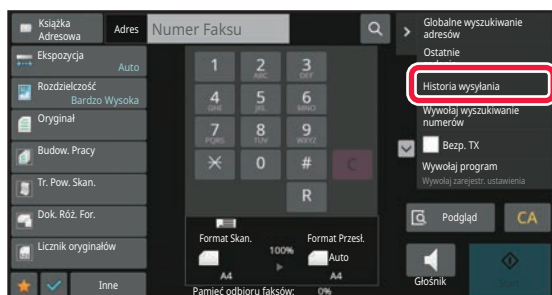 Książka
Adresowa
Adres
Numer Faksu
Ekspozycja
Auto
Rozdzielczość
Bardzo Wysoka
Oryginał
Budow. Pracy
Tr. Pow. Skan.
Dok. Róż. For.
Licznik oryginałów
Inne
1
2
ABC
3
DEF
4
GHI
5
JKL
6
MNO
7
PQRS
8
TUV
9
WXYZ
0
#
C
R
Format Skan.
100%
Format Przesł.
Auto
A4
A4
Pamięć odbioru faksów: 0%
Globalne wyszukiwanie
adresów
Ostatnie
Historia wysyłania
Wywołaj wyszukiwanie
numerów
Bezp. TX
Wywołaj program
Wywołaj zarejestr. ustawienia
Podgląd
CA
Głośnik
Start